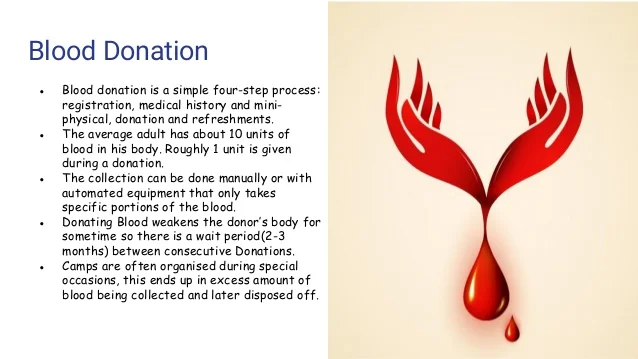 Blood Donation
● Blood donation is a simple four-step process:
registration, medical history and mini-
physical, donation and refreshments.
● The average adult has about 10 units of
blood in his body. Roughly 1 unit is given
during a donation.
● The collection can be done manually or with
automated equipment that only takes
specific portions of the blood.
● Donating Blood weakens the donor's body for
sometime so there is a wait period(2-3
months) between consecutive Donations.
● Camps are often organised during special
occasions, this ends up in excess amount of
blood being collected and later disposed off.